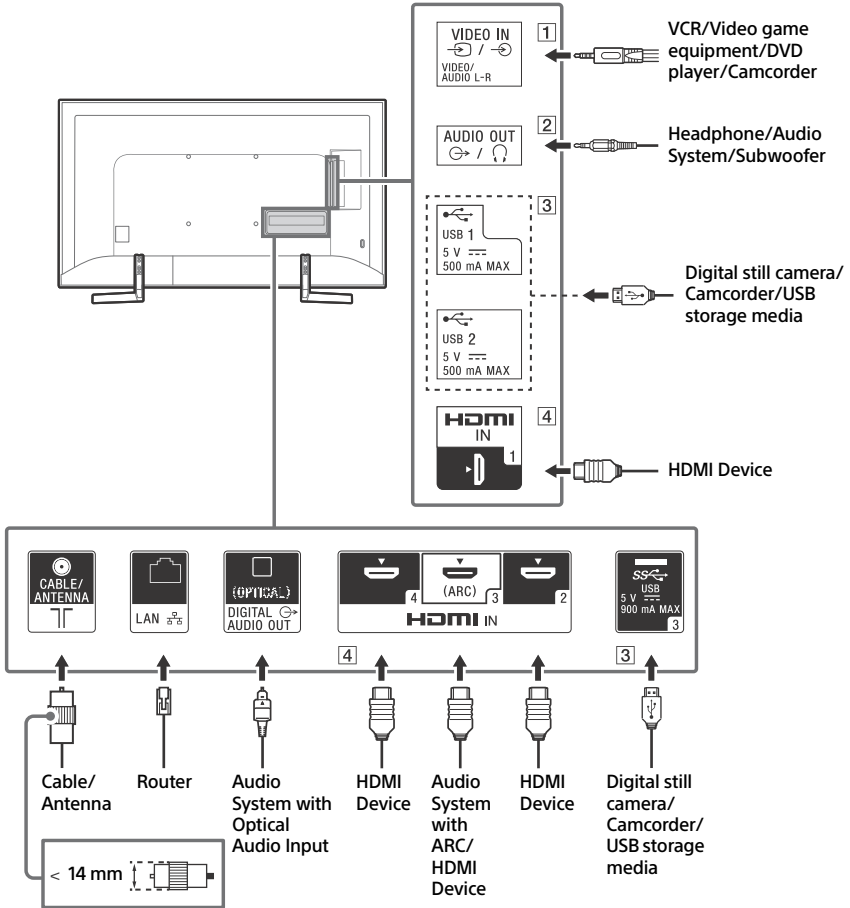 VIDEO IN
/
VIDEO/
AUDIO L-R
1
VCR/Video game
equipment/DVD
player/Camcorder
AUDIO OUT
/
2
Headphone/Audio
System/Subwoofer
3
USB 1
5 V
500 mA MAX
USB 2
5 V
500 mA MAX
Digital still camera/
Camcorder/USB
storage media
4
HDMI
IN
1
HDMI Device
CABLE/
ANTENNA
LAN
(OPTICAL)
DIGITAL
AUDIO OUT
4
(ARC)
3
2
HDMI IN
SS
USB
5 V
900 mA MAX
3
4
3
Cable/
Antenna
Router
Audio
System with
Optical
Audio Input
HDMI
Device
Audio
System
with
ARC/
HDMI
Device
HDMI
Device
Digital still
camera/
Camcorder/
USB storage
media
< 14 mm